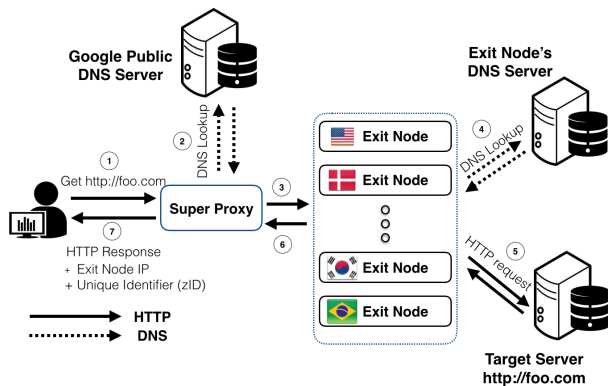 Google Public
DNS Server
Exit Node's
DNS Server
2
DNS Lookup
1
Get http://foo.com
Super Proxy
3
6
7
HTTP Response
+ Exit Node IP
+ Unique Identifier (zID)
Exit Node
Exit Node
Exit Node
Exit Node
4
DNS Lookup
5
HTTP request
HTTP
DNS
Target Server
http://foo.com